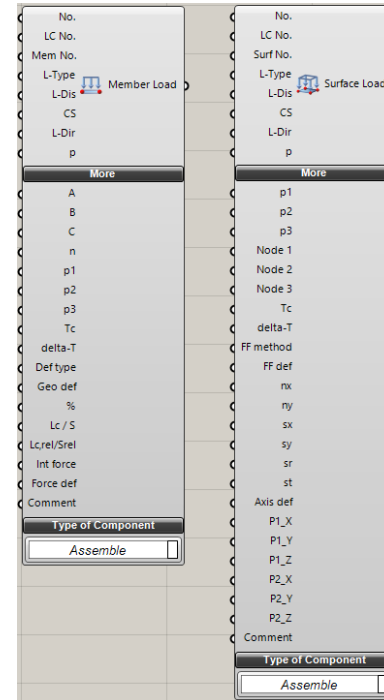 No.
LC No.
Mem No.
L-Type
L-Dis
CS
L-Dir
p
Member Load
More
A
B
C
n
p1
p2
p3
Tc
delta-T
Def type
Geo def
%
Lc / S
Lc,rel/Srel
Int force
Force def
Comment
Type of Component
Assemble
No.
LC No.
Surf No.
L-Type
L-Dis
CS
L-Dir
p
Surface Load
More
p1
p2
p3
Node 1
Node 2
Node 3
Tc
delta-T
FF method
FF def
nx
ny
sx
sy
sr
st
Axis def
P1_X
P1_Y
P1_Z
P2_X
P2_Y
P2_Z
Comment
Type of Component
Assemble